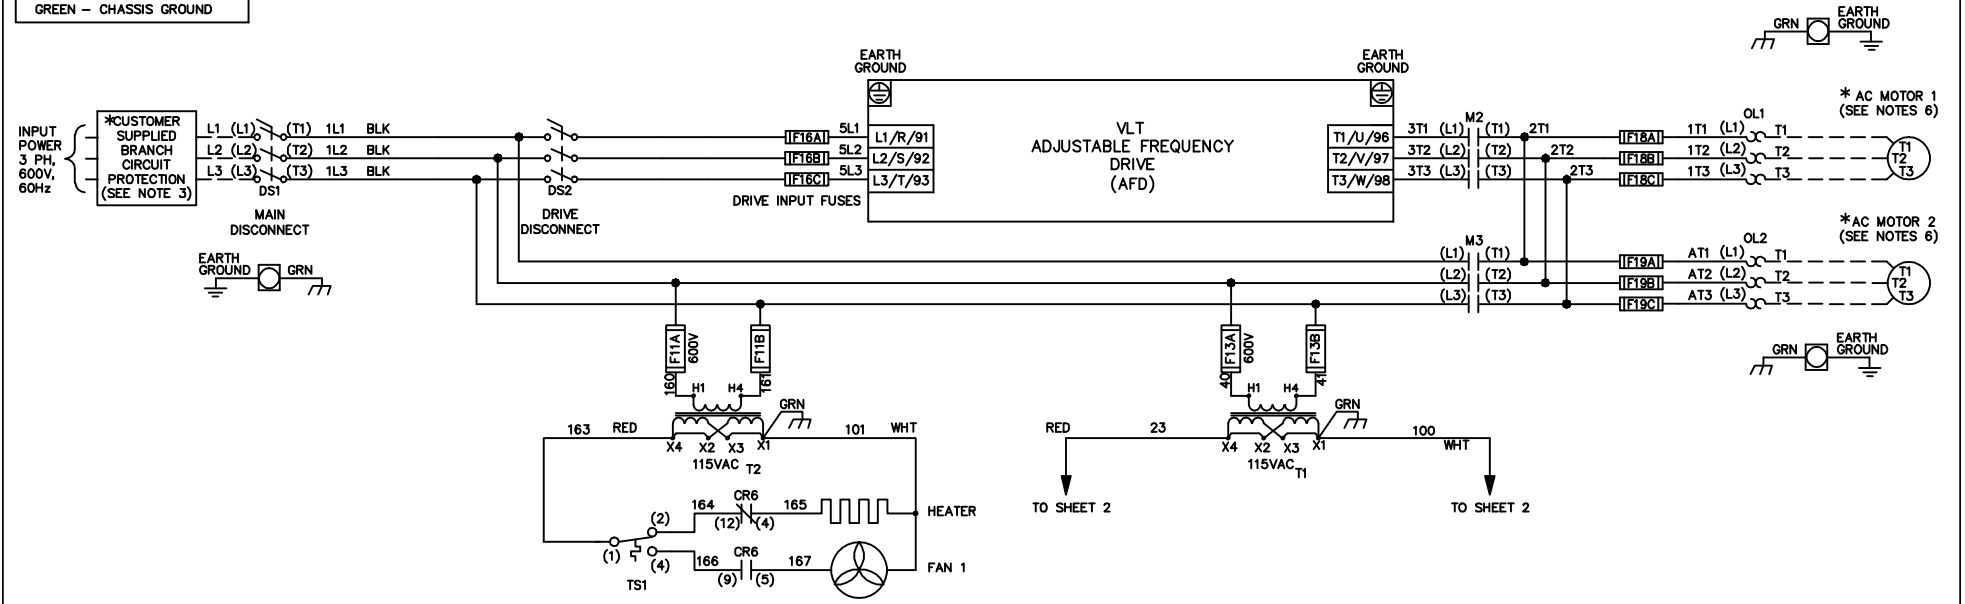 GREEN – CHASSIS GROUND
EARTH
GROUND
GRN
EARTH
GROUND
EARTH
GROUND
INPUT
POWER
3 PH,
600V,
60Hz
*CUSTOMER
SUPPLIED
BRANCH
CIRCUIT
PROTECTION
(SEE NOTE 3)
L1 (L1) (T1) 1L1 BLK
L2 (L2) (T2) 1L2 BLK
L3 (L3) (T3) 1L3 BLK
DS1
MAIN
DISCONNECT
DS2
DRIVE
DISCONNECT
F16A 5L1 L1/R/91
F16B 5L2 L2/S/92
F16C 5L3 L3/T/93
DRIVE INPUT FUSES
VLT
ADJUSTABLE FREQUENCY
DRIVE
(AFD)
M2
T1/U/96 3T1 (L1) (T1) 2T1 F18A 1T1 (L1) T1
T2/V/97 3T2 (L2) (T2) 2T2 F18B 1T2 (L2) T2
T3/W/98 3T3 (L3) (T3) 2T3 F18C 1T3 (L3) T3
OL1
* AC MOTOR 1
(SEE NOTES 6)
T1
T2
T3
EARTH
GROUND
GRN
M3
(L1) (T1) F19A AT1 (L1) T1
(L2) (T2) F19B AT2 (L2) T2
(L3) (T3) F19C AT3 (L3) T3
OL2
*AC MOTOR 2
(SEE NOTES 6)
T1
T2
T3
GRN
EARTH
GROUND
F11A
600V
F11B
160
161
H1 H4
GRN
163 RED
101 WHT
X4 X2 X3 X1
115VAC T2
F13A
600V
F13B
40
41
H1 H4
GRN
RED 23
100
WHT
X4 X2 X3 X1
115VAC T1
TO SHEET 2
TO SHEET 2
164 CR6 165
(12) (4)
HEATER
(2)
(1)
(4)
TS1
166 CR6 167
(9) (5)
FAN 1